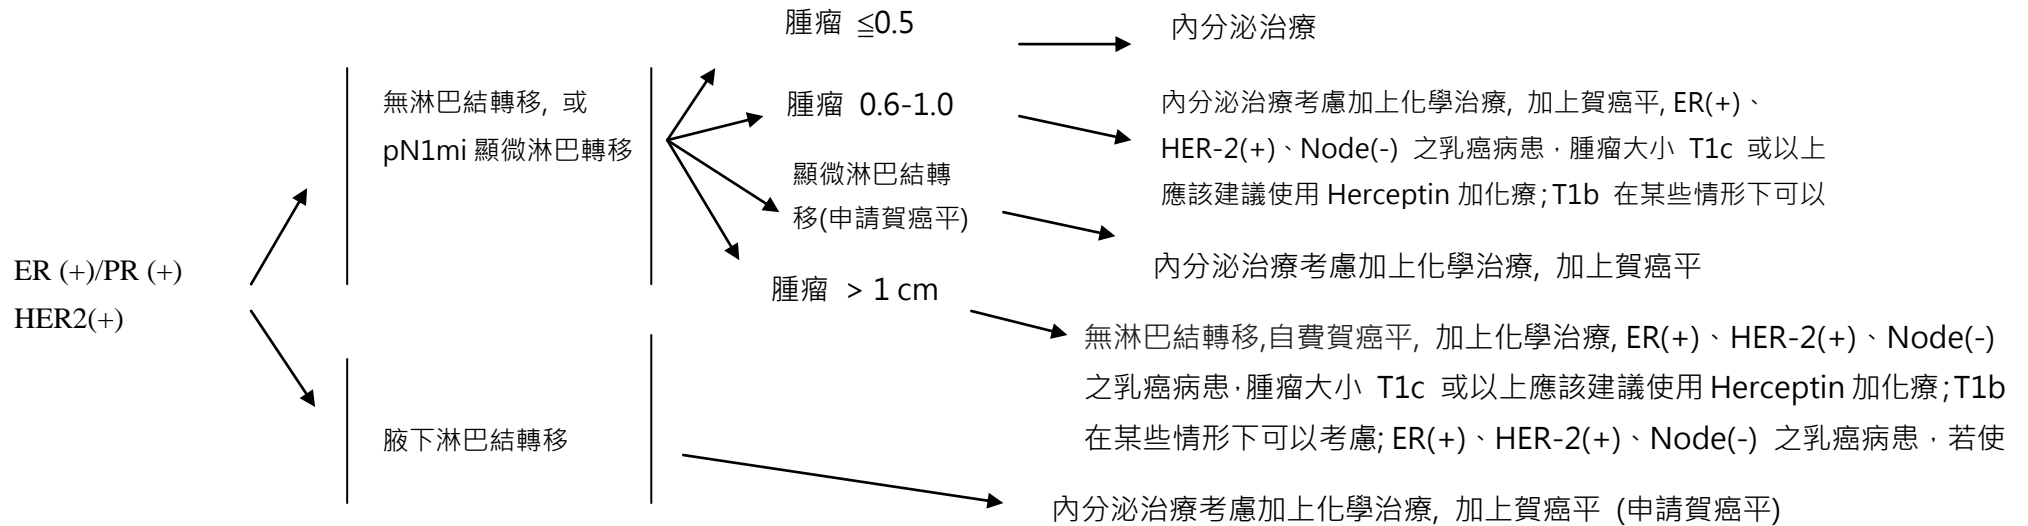 ER (+)/PR (+)
HER2(+)
無淋巴結轉移, 或
pN1mi 顯微淋巴轉移
腋下淋巴結轉移
腫瘤 ≦0.5
腫瘤 0.6-1.0
顯微淋巴結轉
移(申請賀癌平)
腫瘤 > 1 cm
內分泌治療
內分泌治療考慮加上化學治療, 加上賀癌平, ER(+)、
HER-2(+)、Node(-) 之乳癌病患，腫瘤大小 T1c 或以上
應該建議使用 Herceptin 加化療；T1b 在某些情形下可以
內分泌治療考慮加上化學治療, 加上賀癌平
無淋巴結轉移,自費賀癌平, 加上化學治療, ER(+)、HER-2(+)、Node(-)
之乳癌病患，腫瘤大小 T1c 或以上應該建議使用 Herceptin 加化療；T1b
在某些情形下可以考慮; ER(+)、HER-2(+)、Node(-) 之乳癌病患，若使
內分泌治療考慮加上化學治療, 加上賀癌平 (申請賀癌平)